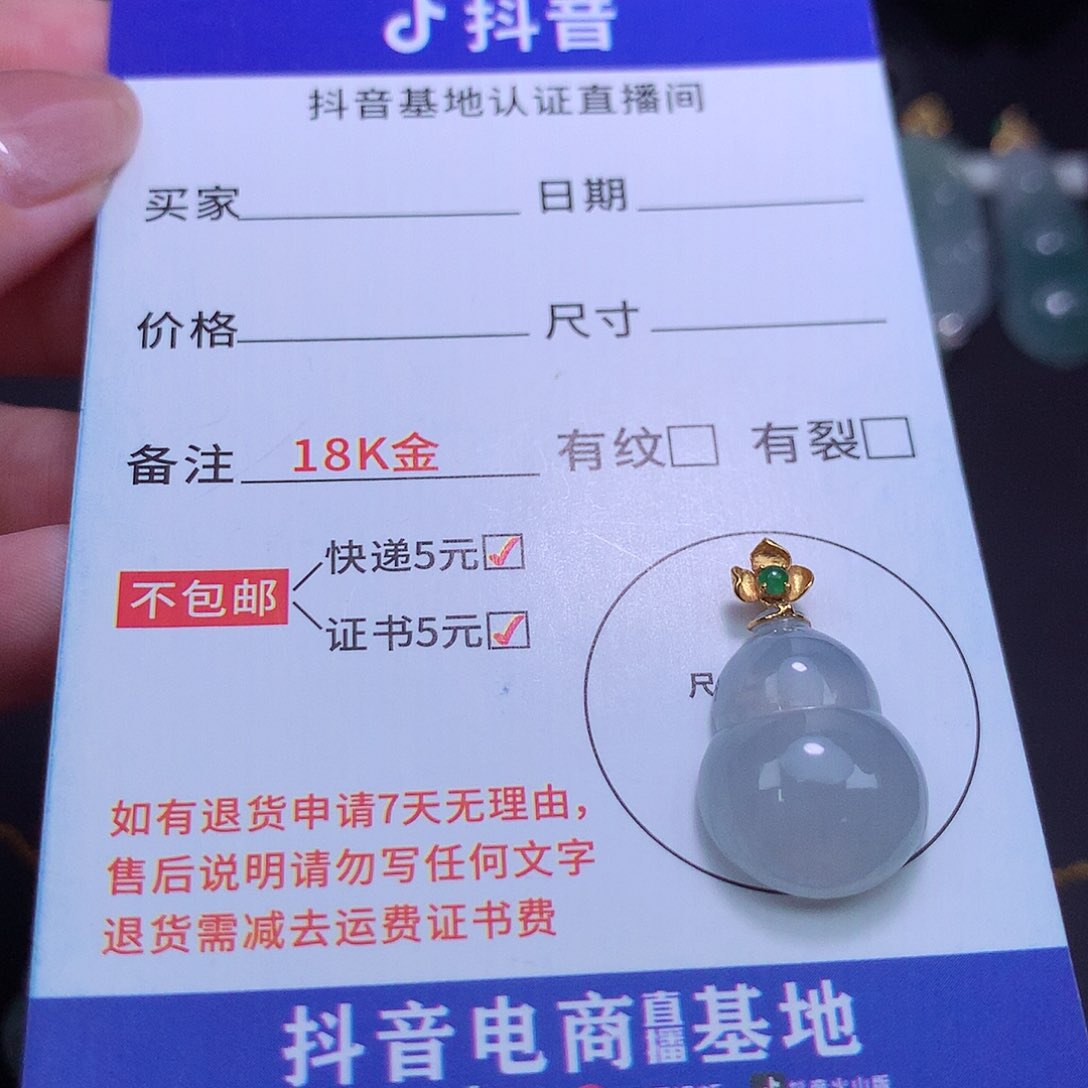 抖音
抖音基地认证直播间
买家 日期
价格 尺寸
备注 18K金 有纹 有裂
快递5元
不包邮
证书5元
尺
如有退货申请7天无理由，
售后说明请勿写任何文字
退货需减去运费证书费
抖音电商直播基地